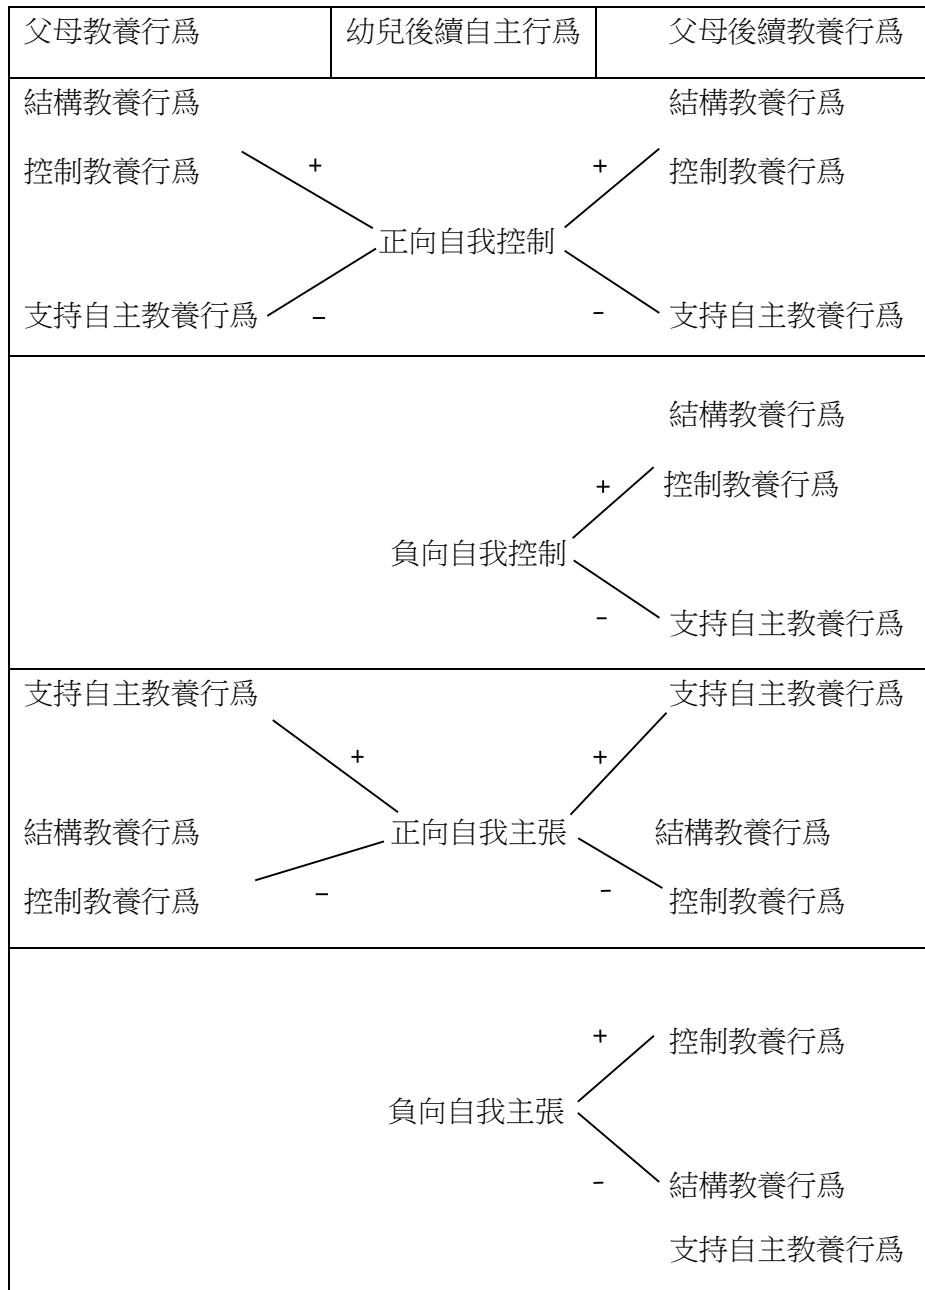 父母教養行爲 幼兒後續自主行爲 父母後續教養行爲
結構教養行爲 結構教養行爲
控制教養行爲 + + 控制教養行爲
正向自我控制
支持自主教養行爲 – - 支持自主教養行爲
結構教養行爲
+ 控制教養行爲
負向自我控制
- 支持自主教養行爲
支持自主教養行爲 支持自主教養行爲
+ +
結構教養行爲 正向自我主張 結構教養行爲
控制教養行爲 – - 控制教養行爲
+ 控制教養行爲
負向自我主張
- 結構教養行爲
支持自主教養行爲